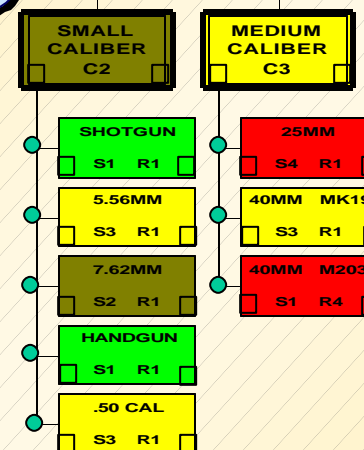 SMALL
CALIBER
C2
SHOTGUN
S1 R1
5.56MM
S3 R1
7.62MM
S2 R1
HANDGUN
S1 R1
.50 CAL
S3 R1
MEDIUM
CALIBER
C3
25MM
S4 R1
40MM MK19
S3 R1
40MM M203
S1 R4